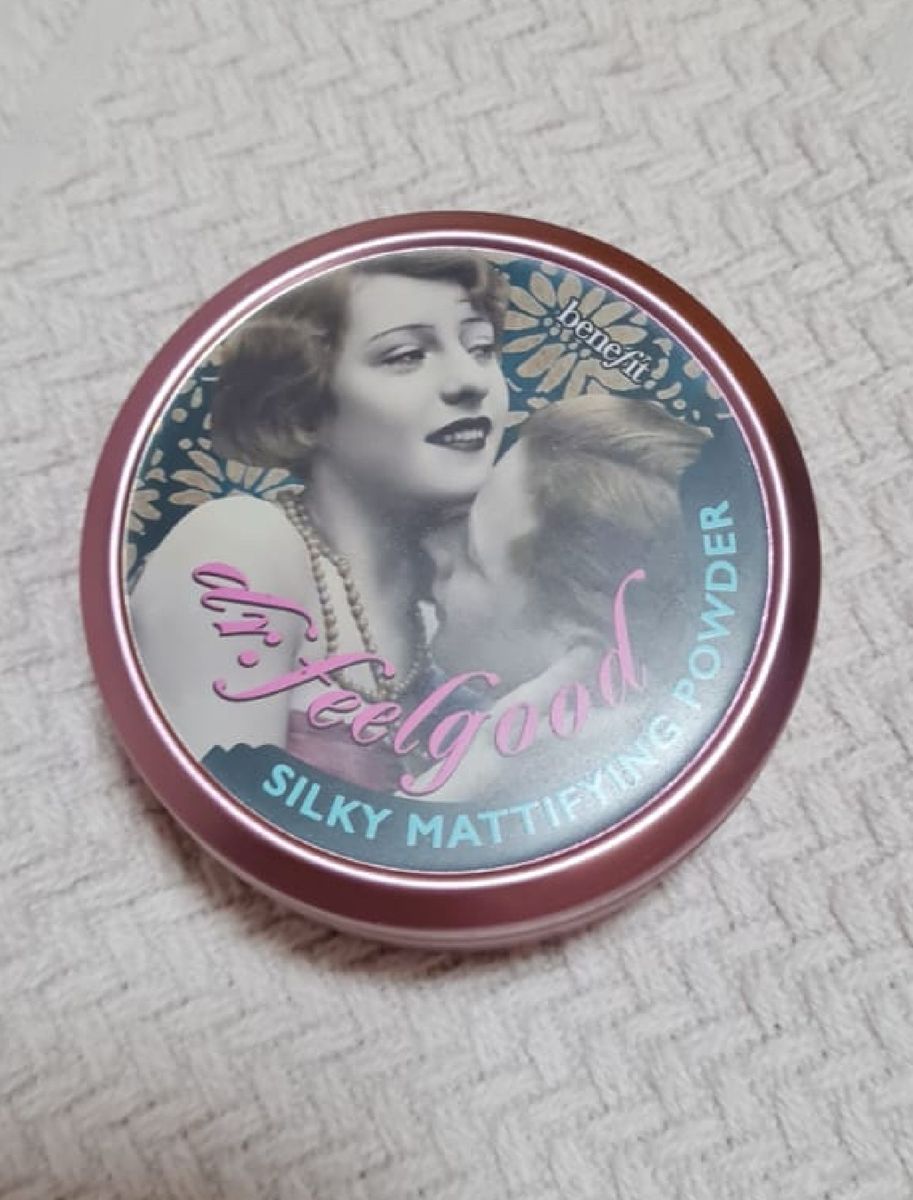 benefit
dr.feelgood
SILKY MATTIFYING POWDER